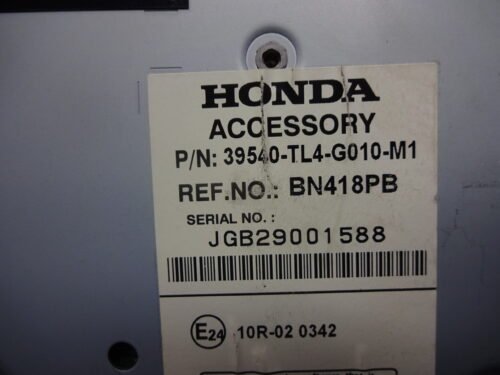 HONDA
ACCESSORY
P/N: 39540-TL4-G010-M1
REF.NO.: BN418PB
SERIAL NO. :
JGB29001588
E24 10R-02 0342